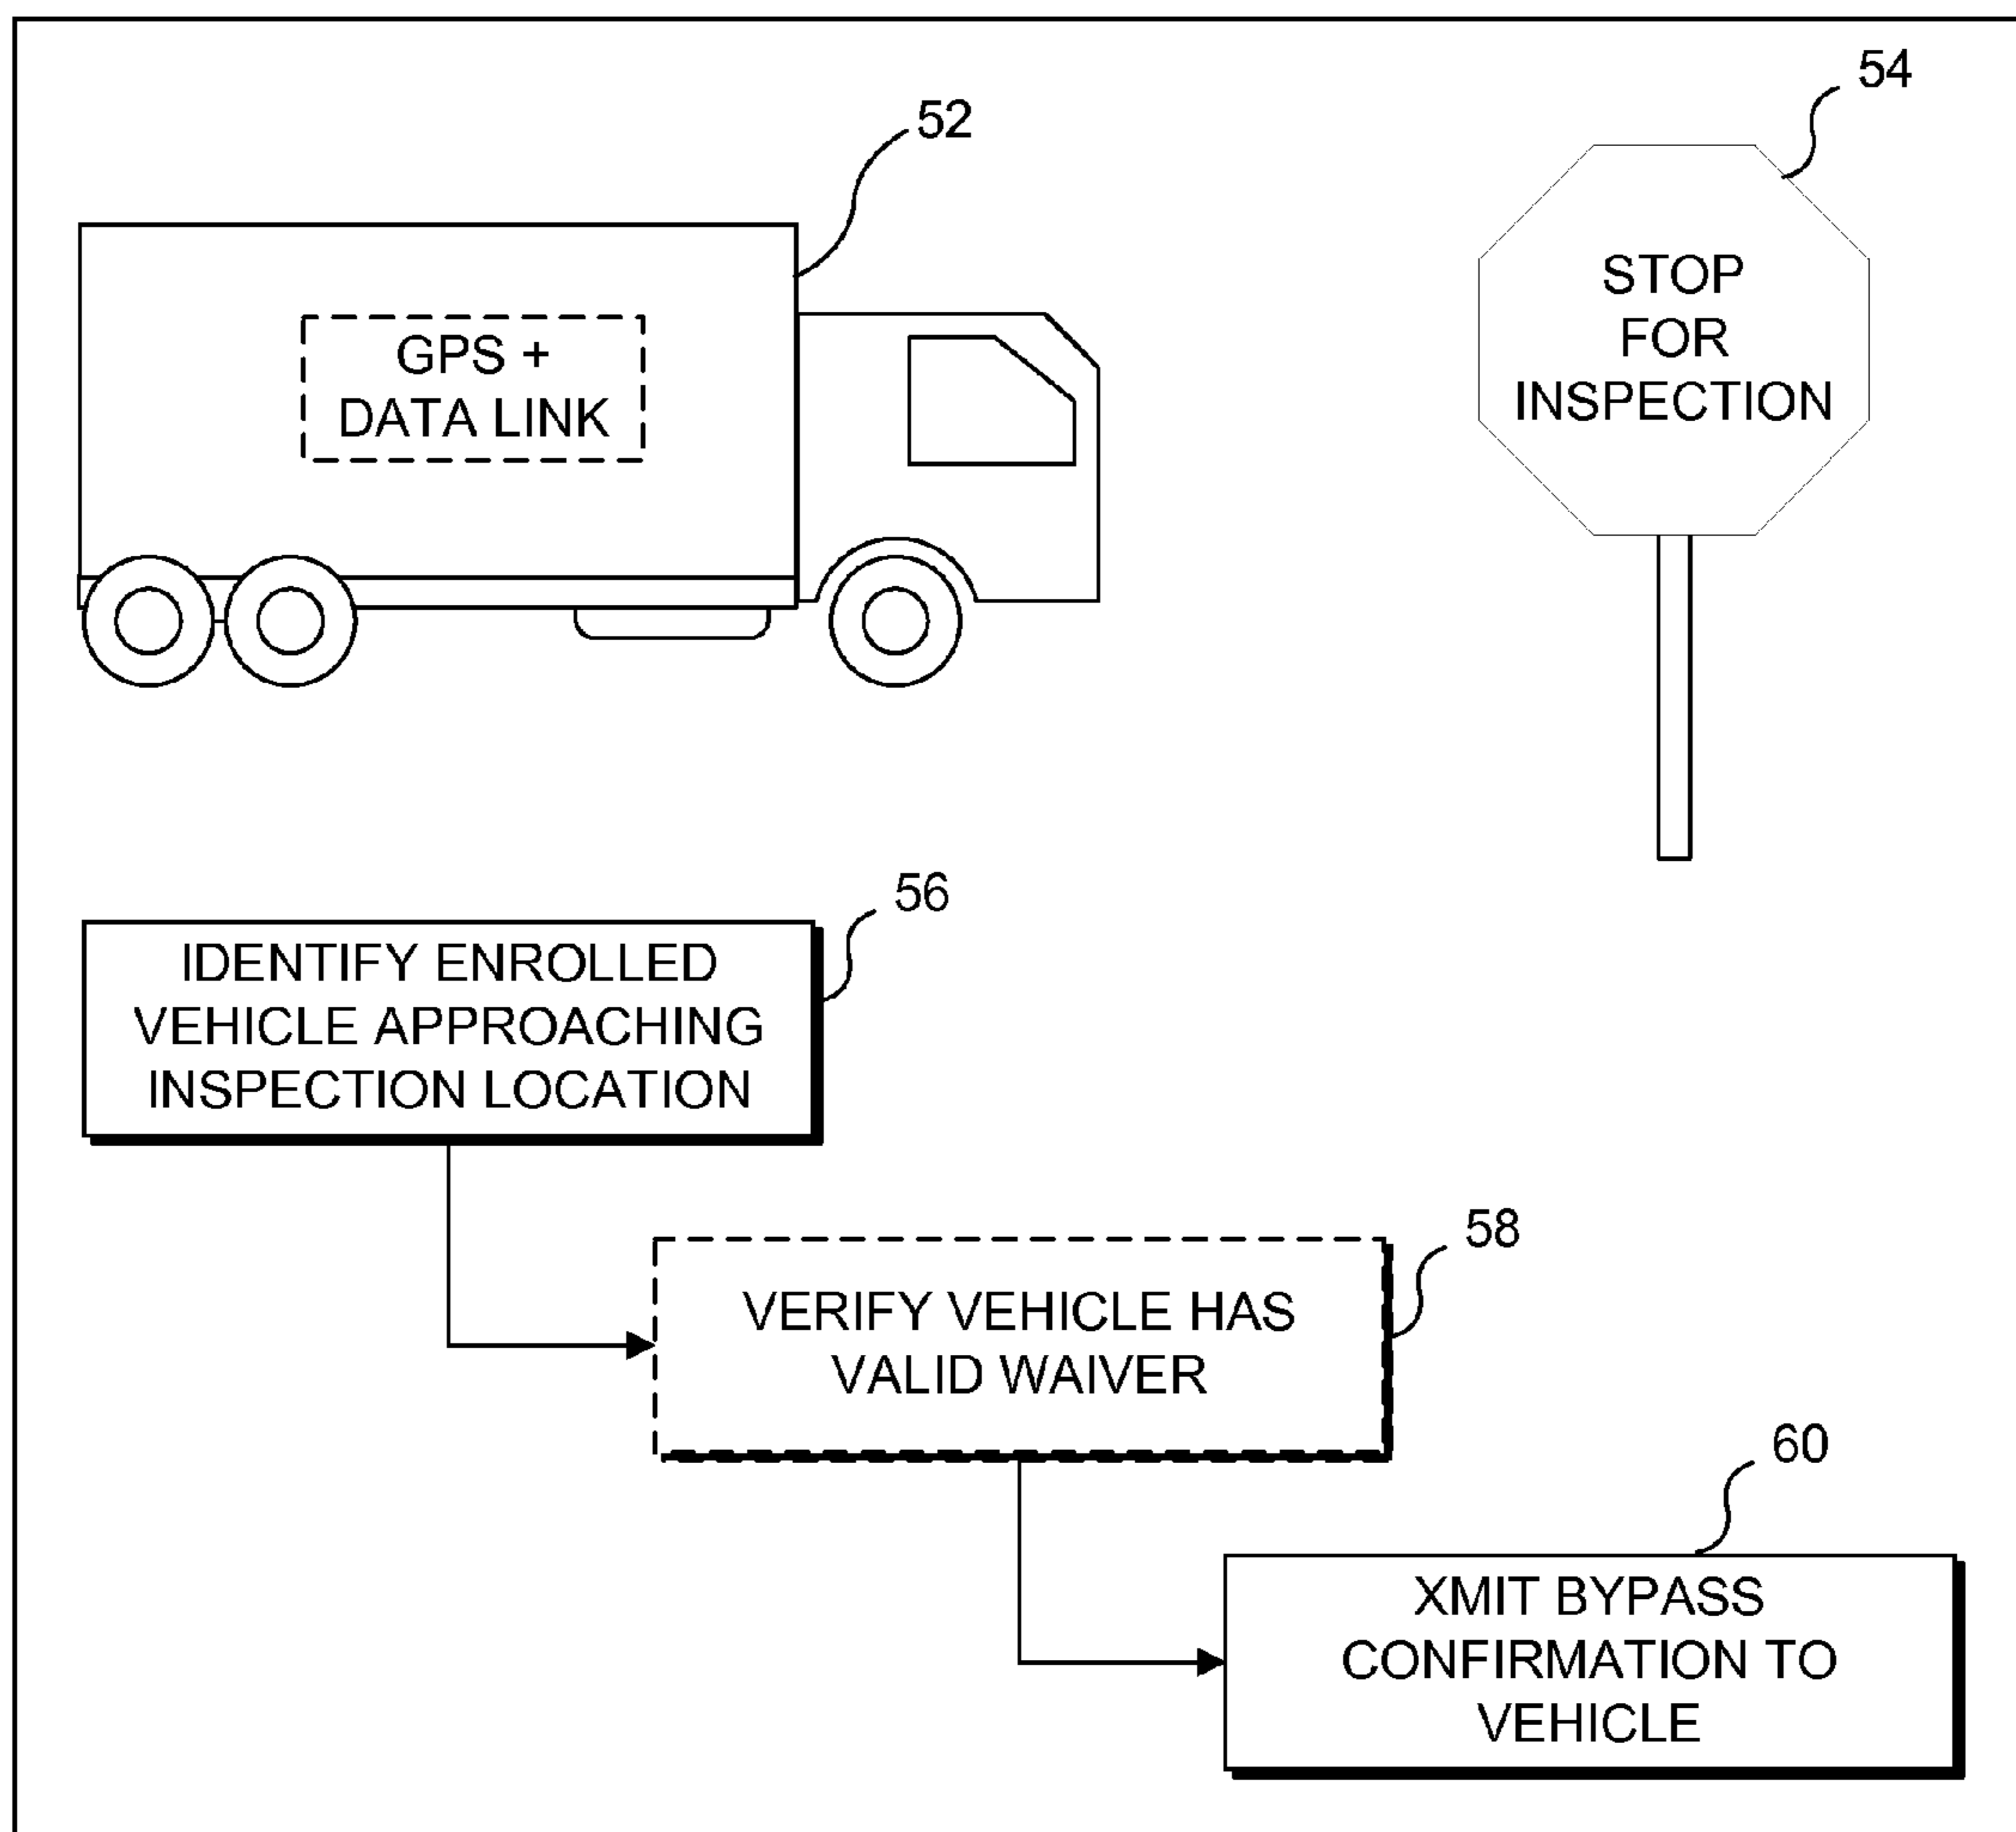 52
54
GPS +
DATA LINK
STOP
FOR
INSPECTION
56
IDENTIFY ENROLLED
VEHICLE APPROACHING
INSPECTION LOCATION
58
VERIFY VEHICLE HAS
VALID WAIVER
60
XMIT BYPASS
CONFIRMATION TO
VEHICLE